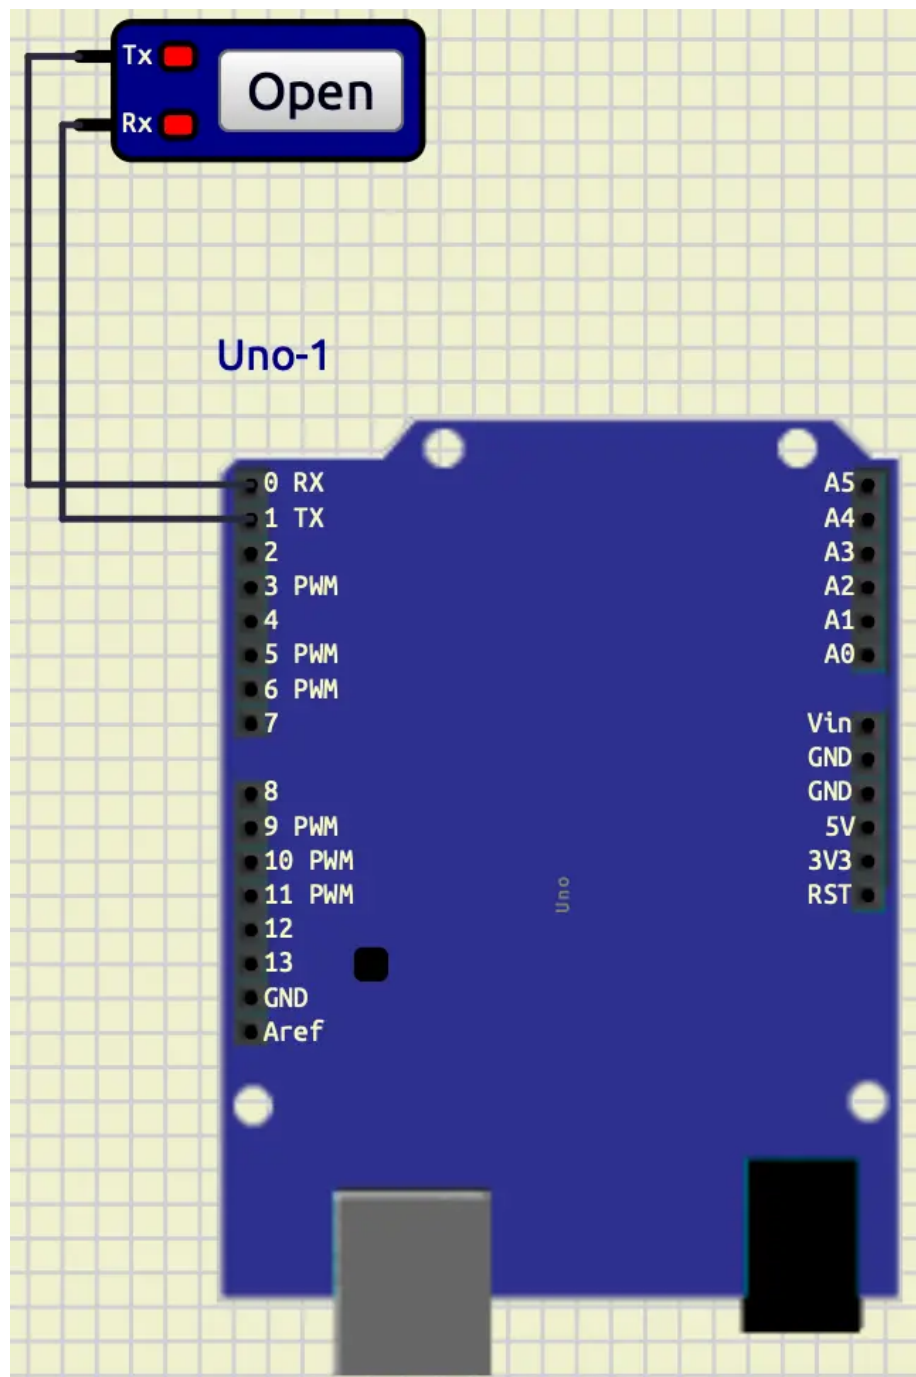 Tx
Open
Rx
Uno-1
0 RX
1 TX
2
3 PWM
4
5 PWM
6 PWM
7
8
9 PWM
10 PWM
11 PWM
12
13
GND
Aref
Uno
A5
A4
A3
A2
A1
A0
Vin
GND
GND
5V
3V3
RST